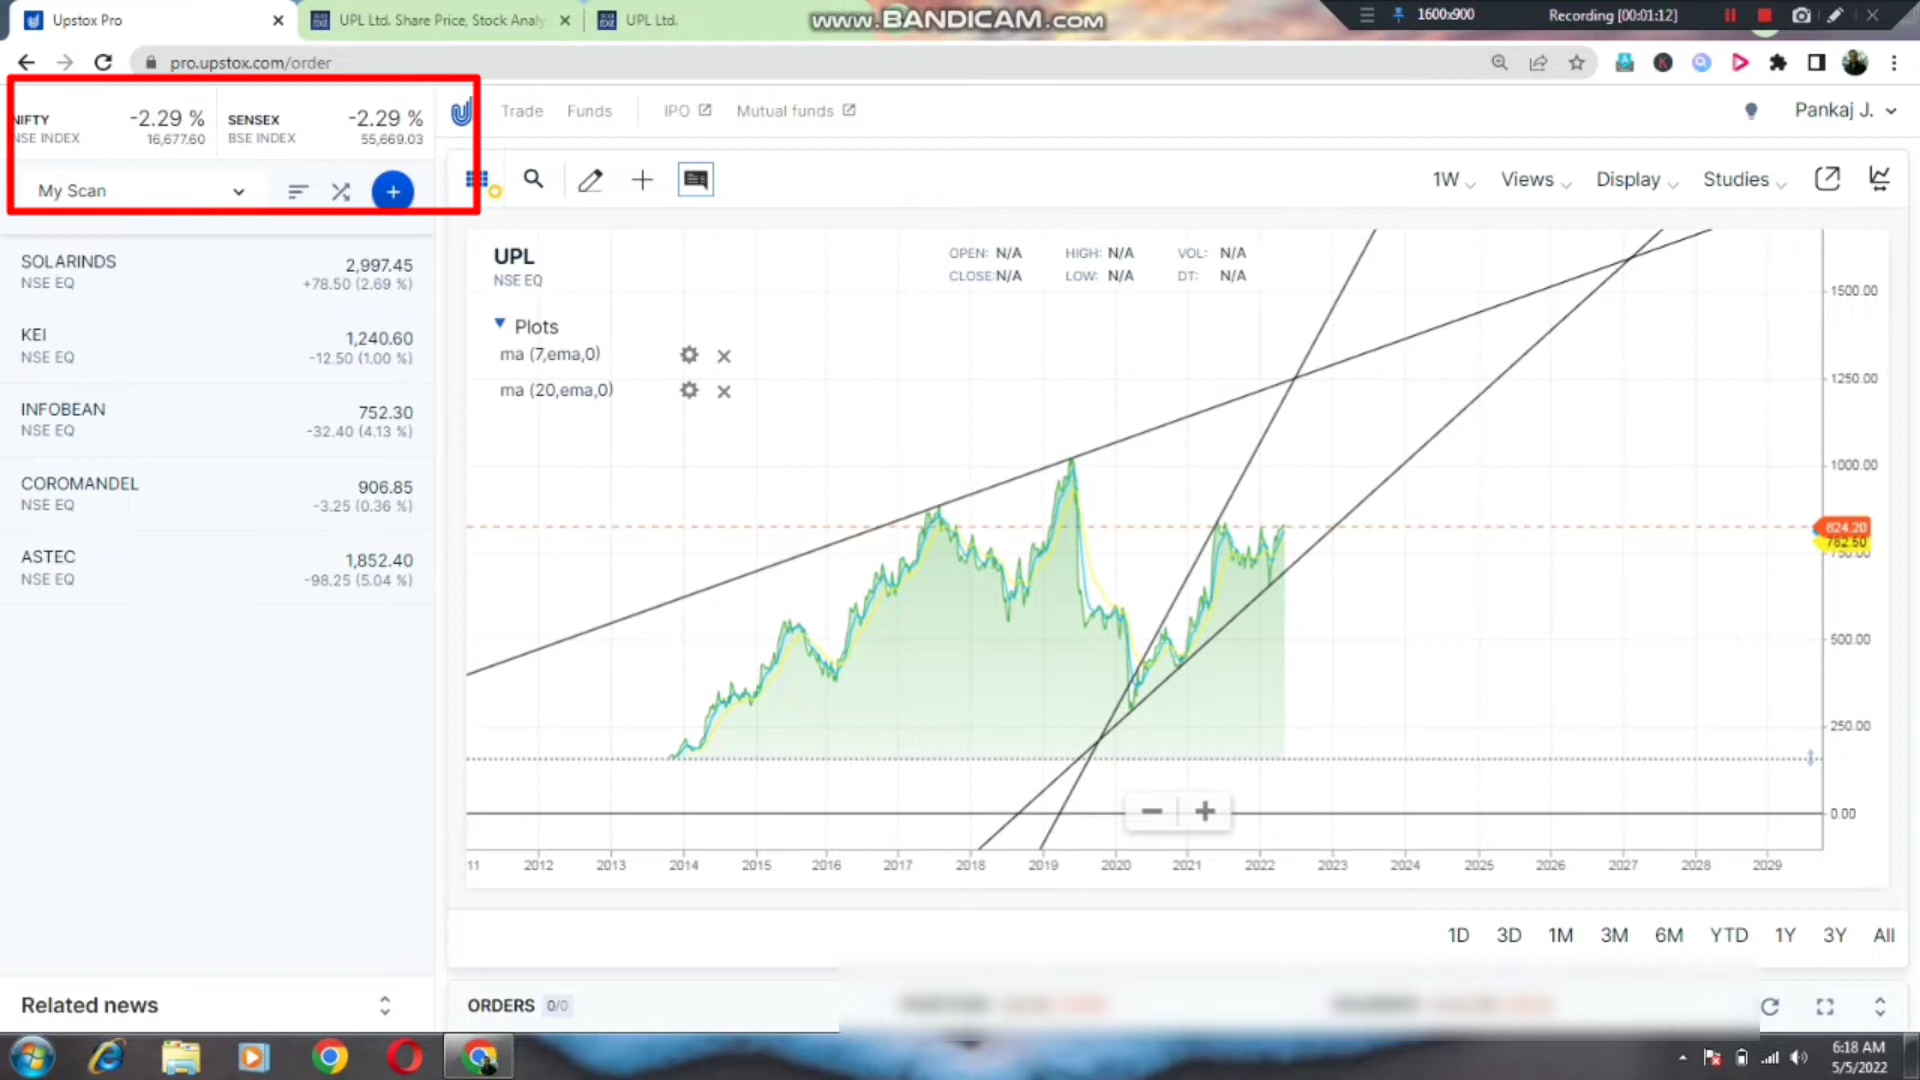 Upstox Pro
UPL Ltd. Share Price, Stock Analy
UPL Ltd.
www.BANDICAM.com
1600x900
Recording [00:01:12]
pro.upstox.com/order
NIFTY -2.29 %
NSE INDEX 16,677.60
SENSEX -2.29 %
BSE INDEX 55,669.03
Trade Funds IPO Mutual funds
Pankaj J.
My Scan
1W Views Display Studies
SOLARINDS 2,997.45
NSE EQ +78.50 (2.69 %)
KEI 1,240.60
NSE EQ -12.50 (1.00 %)
INFOBEAN 752.30
NSE EQ -32.40 (4.13 %)
COROMANDEL 906.85
NSE EQ -3.25 (0.36 %)
ASTEC 1,852.40
NSE EQ -98.25 (5.04 %)
UPL
NSE EQ
OPEN: N/A HIGH: N/A VOL: N/A
CLOSE:N/A LOW: N/A DT: N/A
Plots
ma (7,ema,0)
ma (20,ema,0)
1500.00
1250.00
1000.00
824.20
782.50
750.00
500.00
250.00
0.00
11 2012 2013 2014 2015 2016 2017 2018 2019 2020 2021 2022 2023 2024 2025 2026 2027 2028 2029
1D 3D 1M 3M 6M YTD 1Y 3Y All
Related news
ORDERS 0/0
6:18 AM
5/5/2022